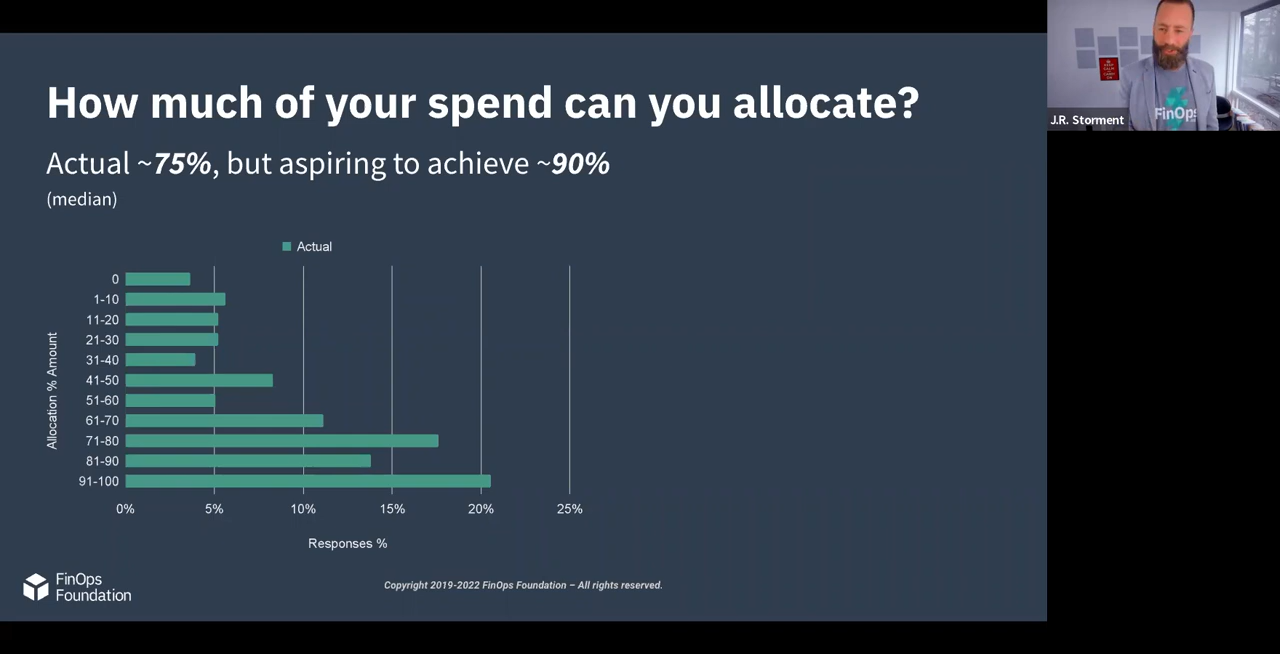 How much of your spend can you allocate?
Actual ~75%, but aspiring to achieve ~90%
(median)
Actual
Allocation % Amount
0
1-10
11-20
21-30
31-40
41-50
51-60
61-70
71-80
81-90
91-100
0%
5%
10%
15%
20%
25%
Responses %
FinOps
Foundation
Copyright 2019-2022 FinOps Foundation – All rights reserved.
J.R. Storment
FinOps